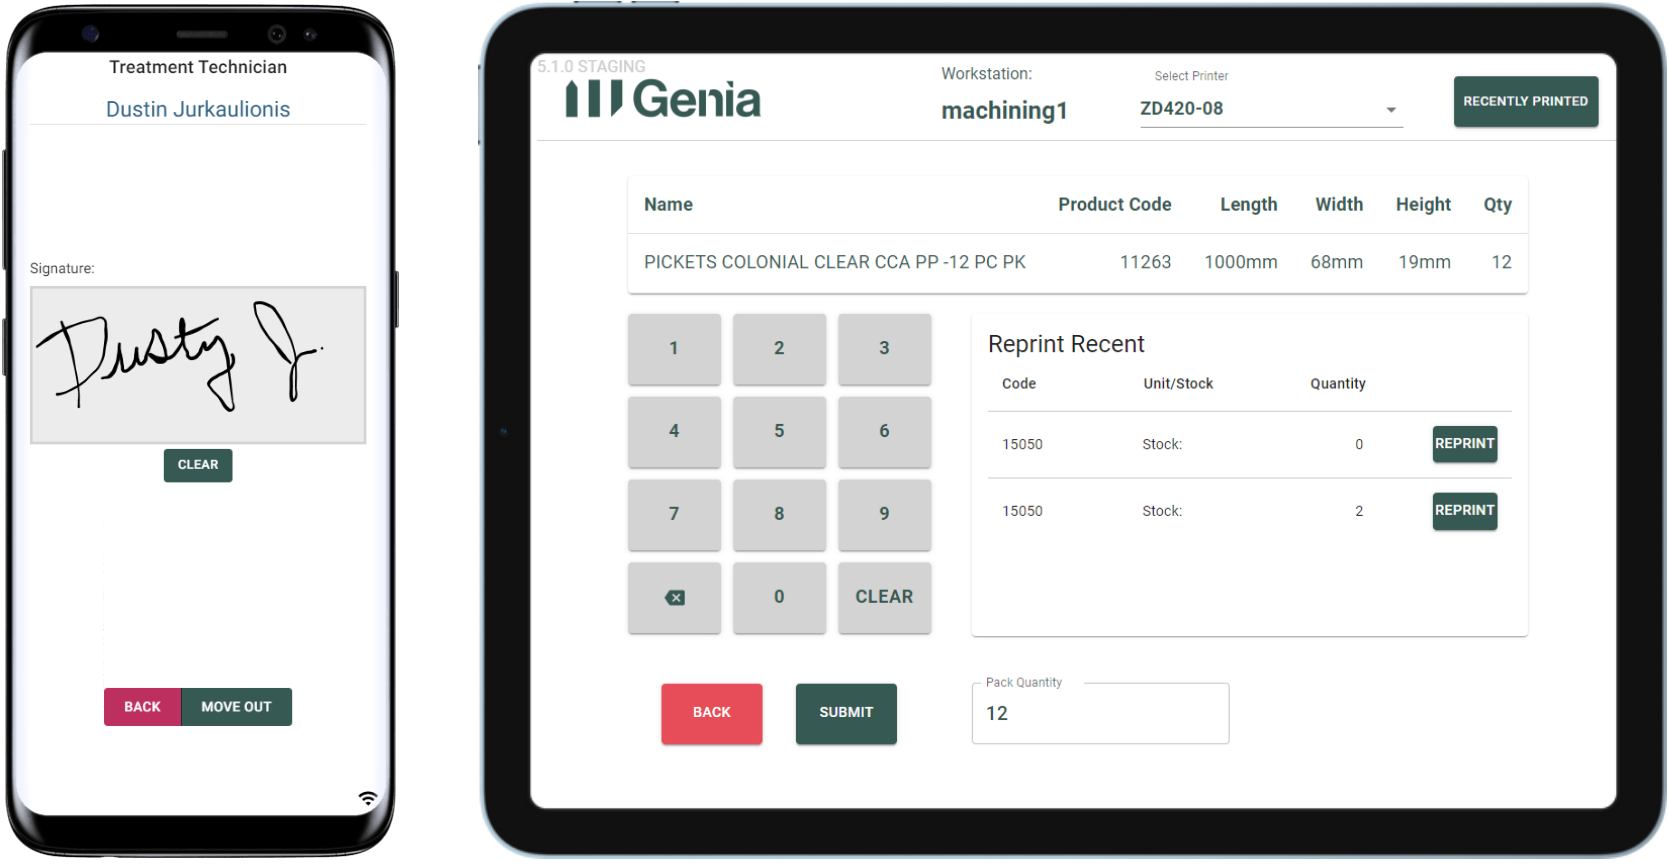 Treatment Technician
Dustin Jurkaulionis
Signature:
Dusty J.
CLEAR
BACK MOVE OUT
5.1.0 STAGING
Genia
Workstation:
machining1
Select Printer
ZD420-08
RECENTLY PRINTED
Name Product Code Length Width Height Qty
PICKETS COLONIAL CLEAR CCA PP -12 PC PK 11263 1000mm 68mm 19mm 12
1 2 3
4 5 6
7 8 9
0 CLEAR
Reprint Recent
Code Unit/Stock Quantity
15050 Stock: 0 REPRINT
15050 Stock: 2 REPRINT
BACK SUBMIT
Pack Quantity
12